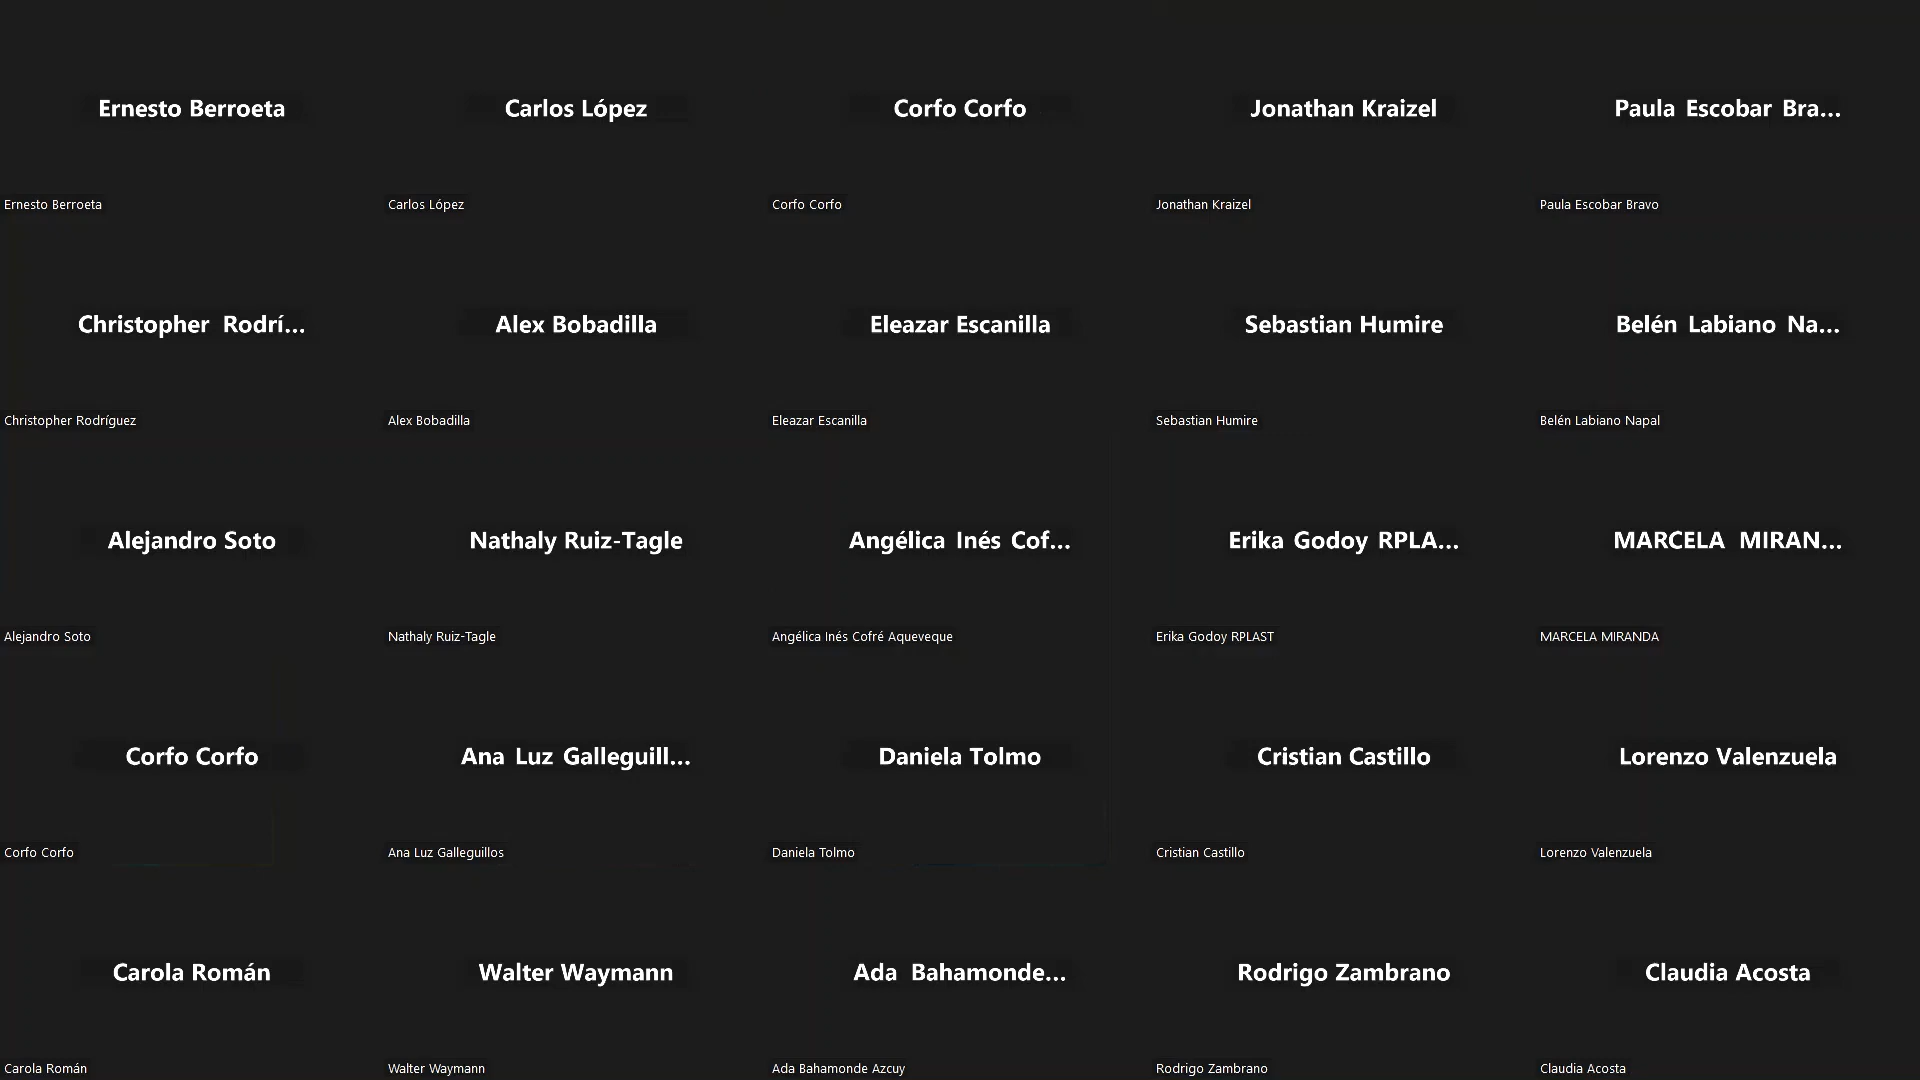 Ernesto Berroeta
Carlos López
Corfo Corfo
Jonathan Kraizel
Paula Escobar Bra...
Ernesto Berroeta
Carlos López
Corfo Corfo
Jonathan Kraizel
Paula Escobar Bravo
Christopher Rodrí...
Alex Bobadilla
Eleazar Escanilla
Sebastian Humire
Belén Labiano Na...
Christopher Rodríguez
Alex Bobadilla
Eleazar Escanilla
Sebastian Humire
Belén Labiano Napal
Alejandro Soto
Nathaly Ruiz-Tagle
Angélica Inés Cof...
Erika Godoy RPLA...
MARCELA MIRAN...
Alejandro Soto
Nathaly Ruiz-Tagle
Angélica Inés Cofré Aqueveque
Erika Godoy RPLAST
MARCELA MIRANDA
Corfo Corfo
Ana Luz Galleguill...
Daniela Tolmo
Cristian Castillo
Lorenzo Valenzuela
Corfo Corfo
Ana Luz Galleguillos
Daniela Tolmo
Cristian Castillo
Lorenzo Valenzuela
Carola Román
Walter Waymann
Ada Bahamonde...
Rodrigo Zambrano
Claudia Acosta
Carola Román
Walter Waymann
Ada Bahamonde Azcuy
Rodrigo Zambrano
Claudia Acosta